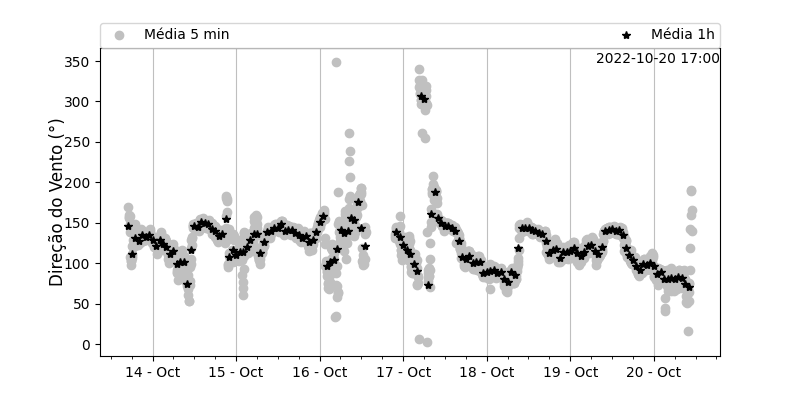 Média 5 min
Média 1h
2022-10-20 17:00
Direção do Vento (°)
350
300
250
200
150
100
50
0
14 - Oct
15 - Oct
16 - Oct
17 - Oct
18 - Oct
19 - Oct
20 - Oct